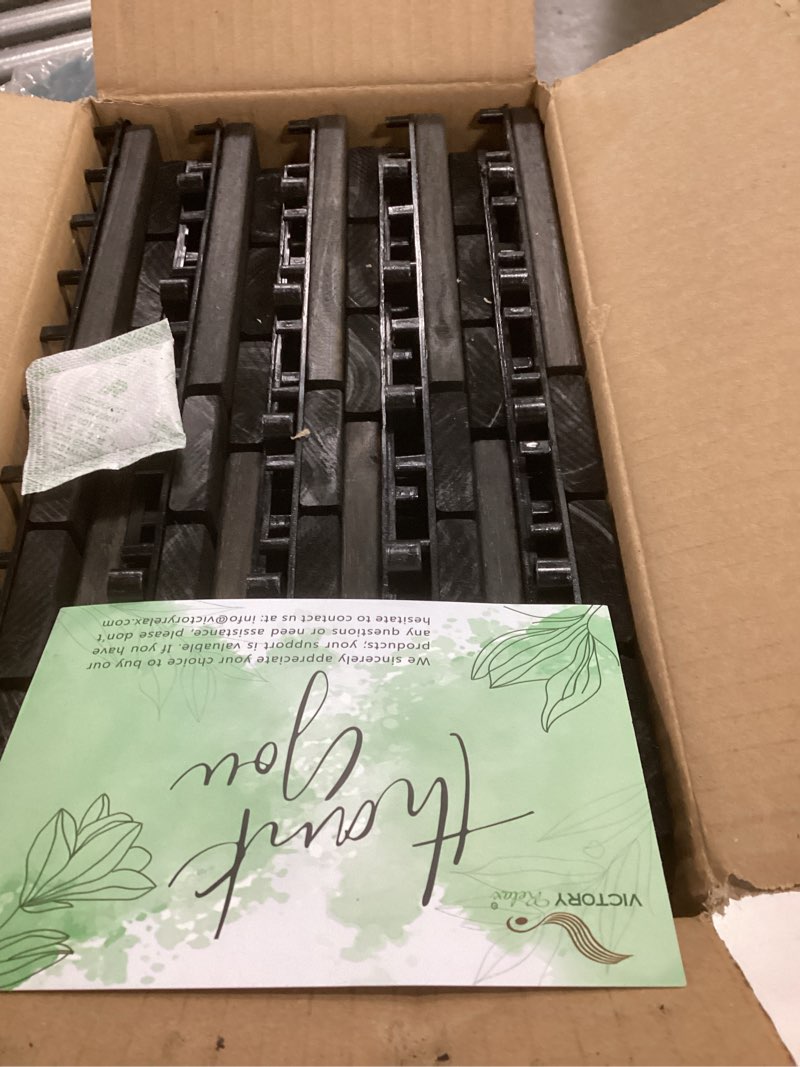 VICTORY Relax®
thank
you
We sincerely appreciate your choice to buy our
products; your support is valuable. If you have
any questions or need assistance, please don't
hesitate to contact us at: info@victoryrelax.com